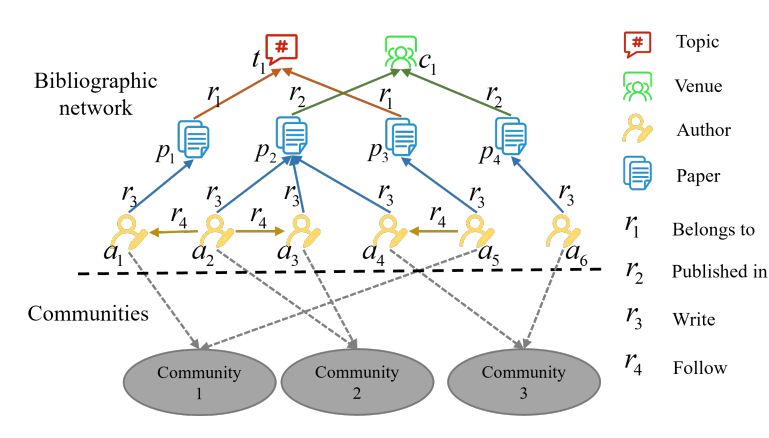 # Topic
t1 c1
Bibliographic
network
Venue
r1 r2 r1 r2
Author
p1 p2 p3 p4
Paper
r3 r3 r3 r3 r3 r3
r4 r4 r4
r1 Belongs to
a1 a2 a3 a4 a5 a6
r2 Published in
Communities
r3 Write
r4 Follow
Community
1
Community
2
Community
3